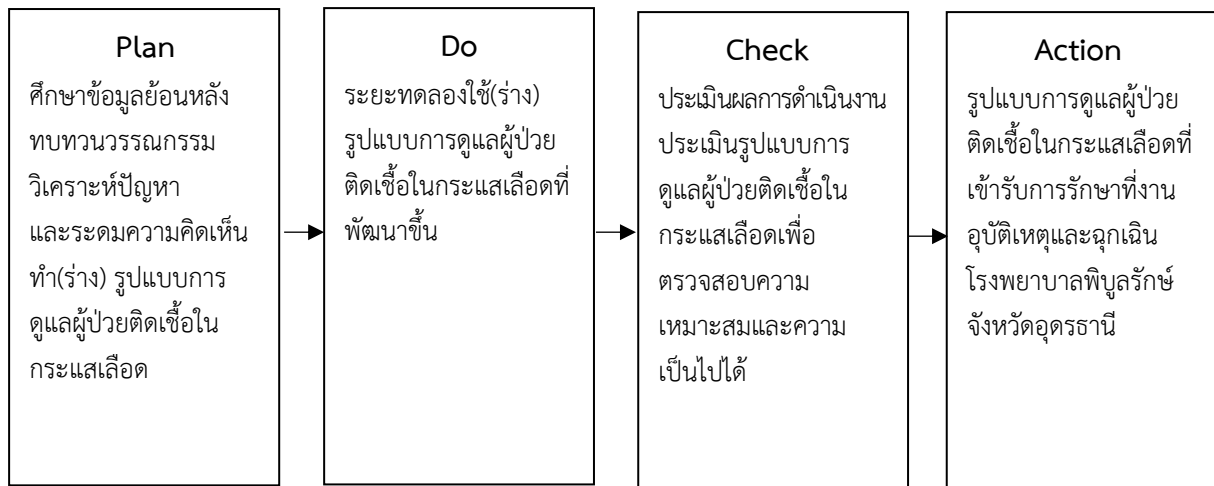 Plan
ศึกษาข้อมูลย้อนหลัง
ทบทวนวรรณกรรม
วิเคราะห์ปัญหา
และระดมความคิดเห็น
ทำ(ร่าง) รูปแบบการ
ดูแลผู้ป่วยติดเชื้อใน
กระแสเลือด
Do
ระยะทดลองใช้(ร่าง)
รูปแบบการดูแลผู้ป่วย
ติดเชื้อในกระแสเลือดที่
พัฒนาขึ้น
Check
ประเมินผลการดำเนินงาน
ประเมินรูปแบบการ
ดูแลผู้ป่วยติดเชื้อใน
กระแสเลือดเพื่อ
ตรวจสอบความ
เหมาะสมและความ
เป็นไปได้
Action
รูปแบบการดูแลผู้ป่วย
ติดเชื้อในกระแสเลือดที่
เข้ารับการรักษาที่งาน
อุบัติเหตุและฉุกเฉิน
โรงพยาบาลพิบูลรักษ์
จังหวัดอุดรธานี